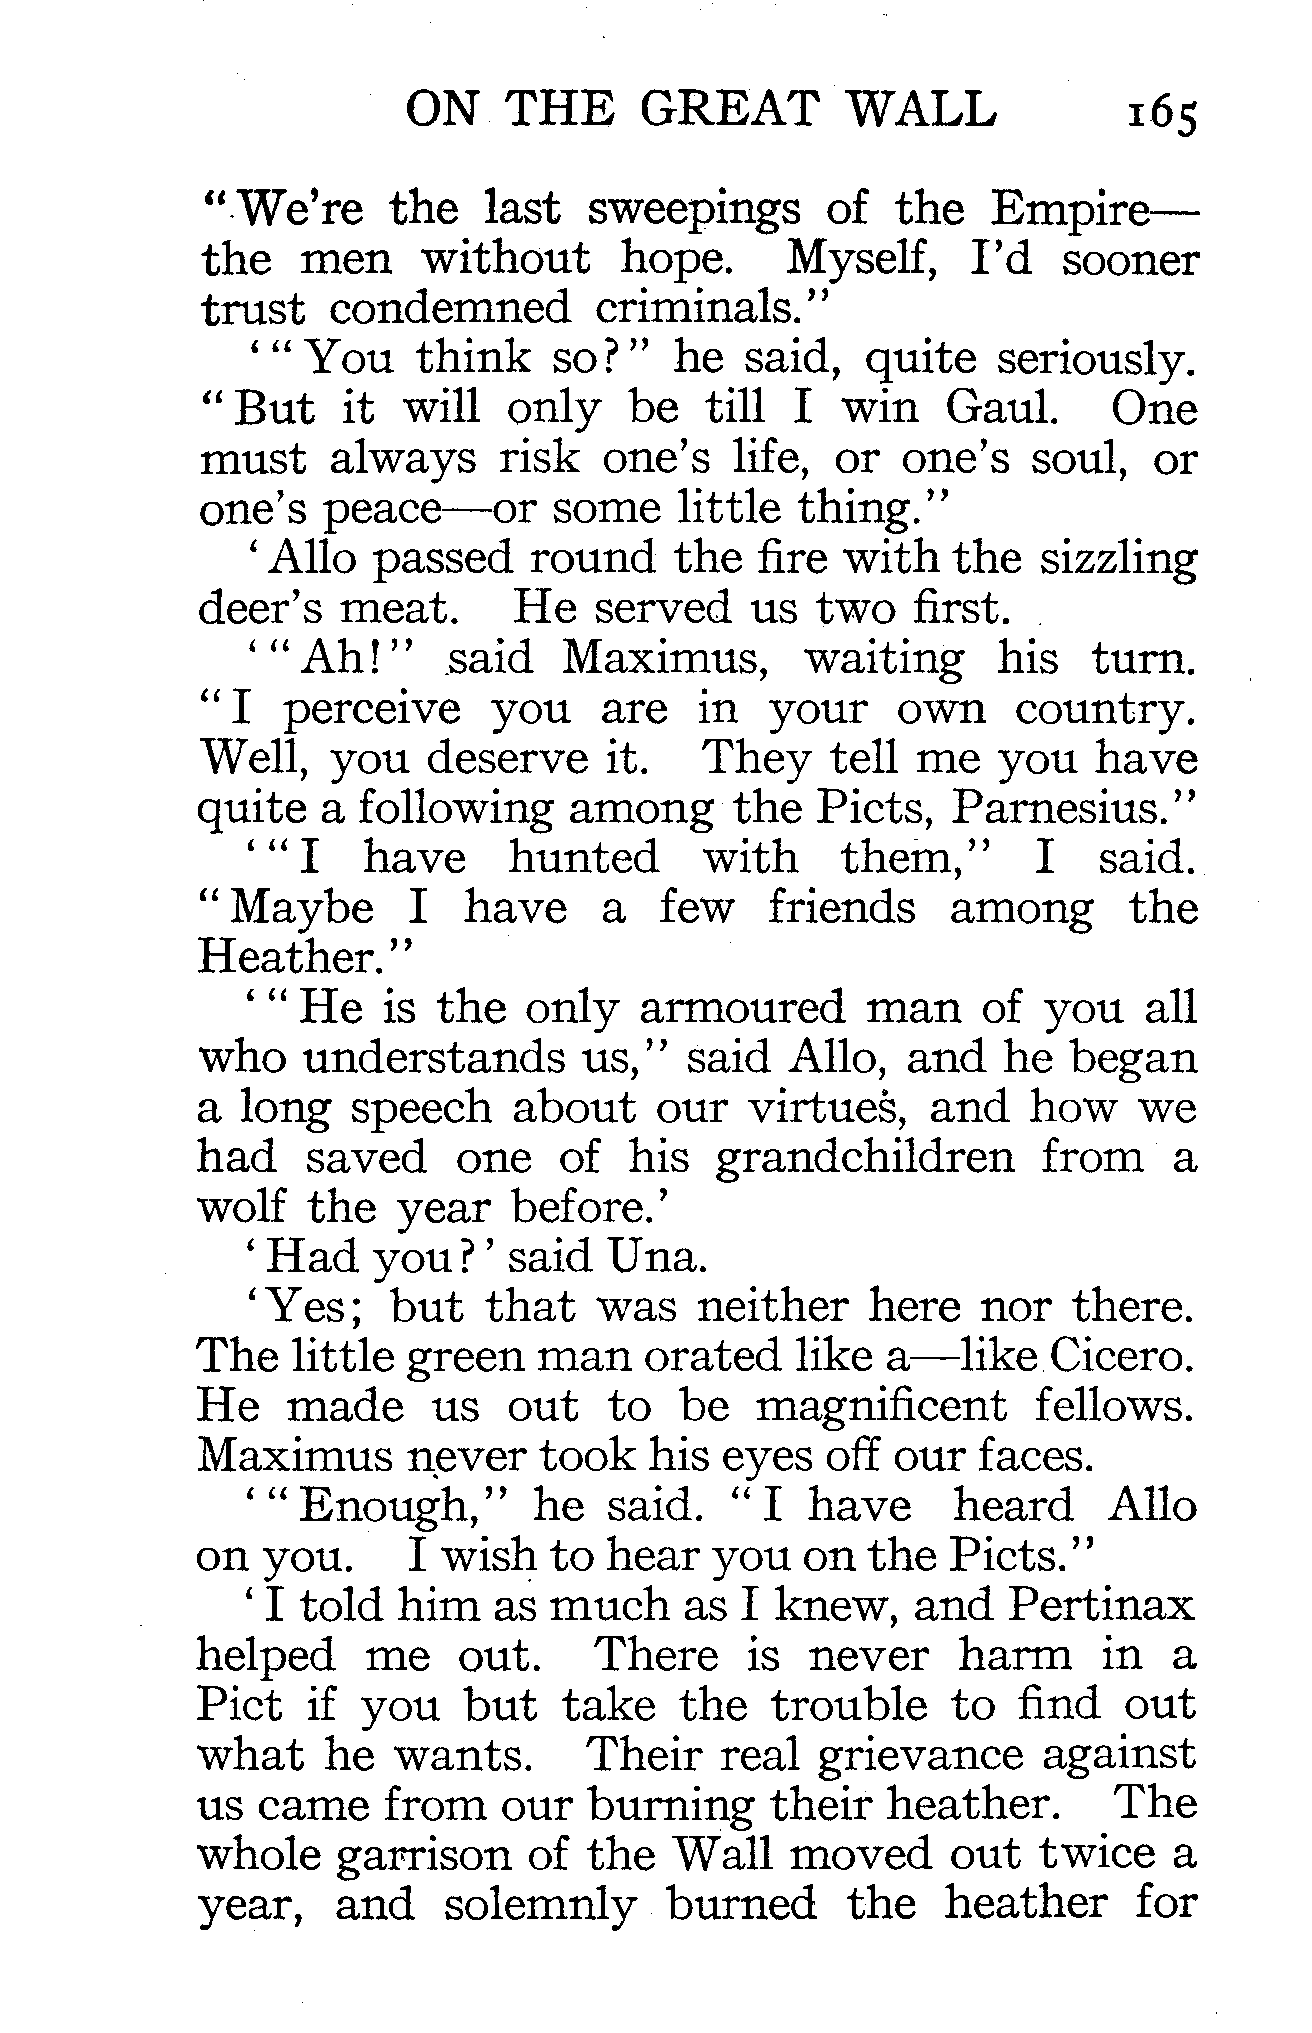 ON THE GREAT WALL 165
“We’re the last sweepings of the Empire—
the men without hope. Myself, I’d sooner
trust condemned criminals.”
‘“You think so?” he said, quite seriously.
“But it will only be till I win Gaul. One
must always risk one’s life, or one’s soul, or
one’s peace—or some little thing.”
‘Allo passed round the fire with the sizzling
deer’s meat. He served us two first.
‘“Ah!” said Maximus, waiting his turn.
“I perceive you are in your own country.
Well, you deserve it. They tell me you have
quite a following among the Picts, Parnesius.”
‘“I have hunted with them,” I said.
“Maybe I have a few friends among the
Heather.”
‘“He is the only armoured man of you all
who understands us,” said Allo, and he began
a long speech about our virtues, and how we
had saved one of his grandchildren from a
wolf the year before.’
‘Had you?’ said Una.
‘Yes; but that was neither here nor there.
The little green man orated like a—like Cicero.
He made us out to be magnificent fellows.
Maximus never took his eyes off our faces.
‘“Enough,” he said. “I have heard Allo
on you. I wish to hear you on the Picts.”
‘I told him as much as I knew, and Pertinax
helped me out. There is never harm in a
Pict if you but take the trouble to find out
what he wants. Their real grievance against
us came from our burning their heather. The
whole garrison of the Wall moved out twice a
year, and solemnly burned the heather for